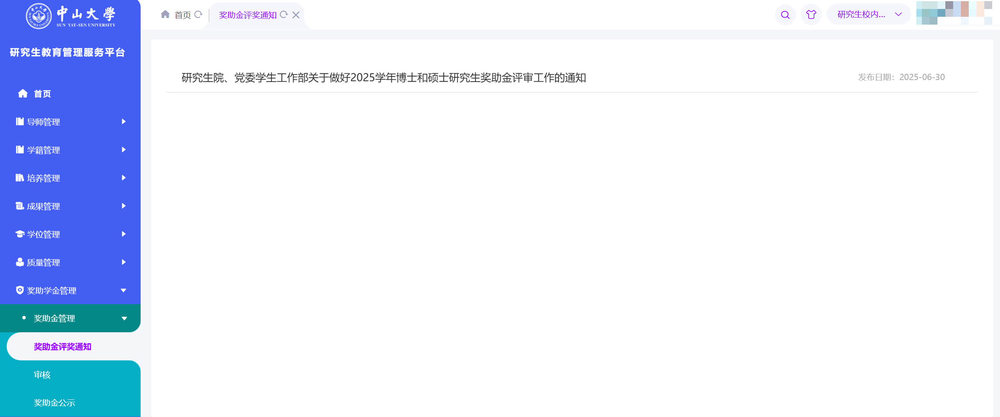 中山大學
SUN YAT-SEN UNIVERSITY
研究生教育管理服务平台
首页
导师管理
学籍管理
培养管理
成果管理
学位管理
质量管理
奖助学金管理
奖助金管理
奖助金评奖通知
审核
奖助金公示
首页
奖助金评奖通知
研究生校内...
研究生院、党委学生工作部关于做好2025学年博士和硕士研究生奖助金评审工作的通知
发布日期：2025-06-30